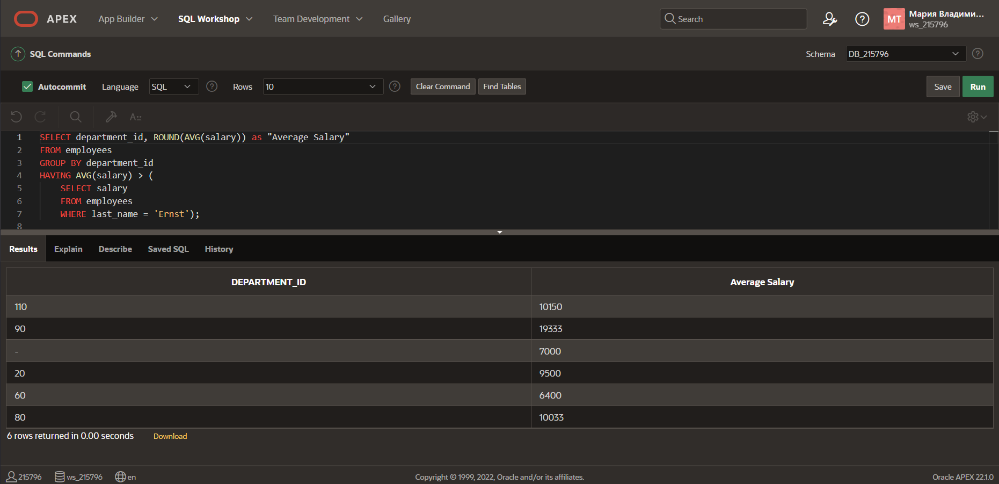 APEX App Builder SQL Workshop Team Development Gallery Search MT Мария Владими...
ws_215796
SQL Commands Schema DB_215796
Autocommit Language SQL Rows 10 Clear Command Find Tables Save Run
1 SELECT department_id, ROUND(AVG(salary)) as "Average Salary"
2 FROM employees
3 GROUP BY department_id
4 HAVING AVG(salary) > (
5 SELECT salary
6 FROM employees
7 WHERE last_name = 'Ernst');
8
Results Explain Describe Saved SQL History
DEPARTMENT_ID Average Salary
110 10150
90 19333
- 7000
20 9500
60 6400
80 10033
6 rows returned in 0.00 seconds Download
215796 ws_215796 en Copyright © 1999, 2022, Oracle and/or its affiliates. Oracle APEX 22.1.0